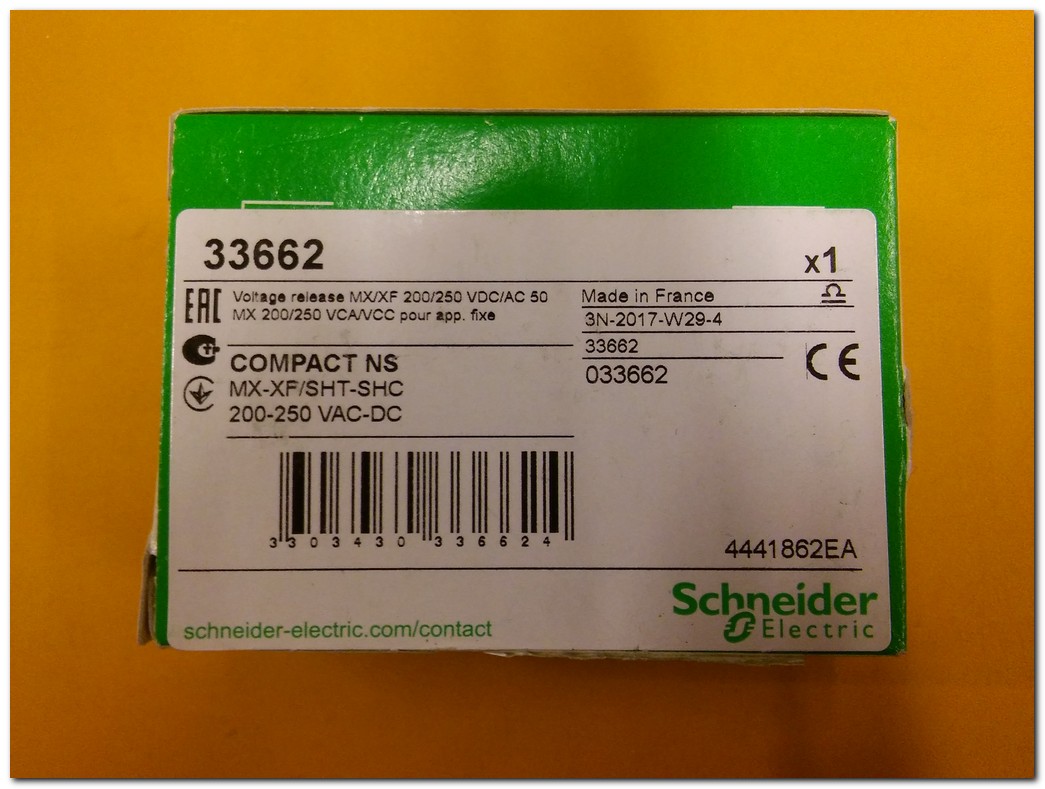 33662
x1
EAC
Voltage release MX/XF 200/250 VDC/AC 50
MX 200/250 VCA/VCC pour app. fixe
Made in France
3N-2017-W29-4
33662
033662
CE
COMPACT NS
MX-XF/SHT-SHC
200-250 VAC-DC
3 303430 336624
4441862EA
Schneider
Electric
schneider-electric.com/contact